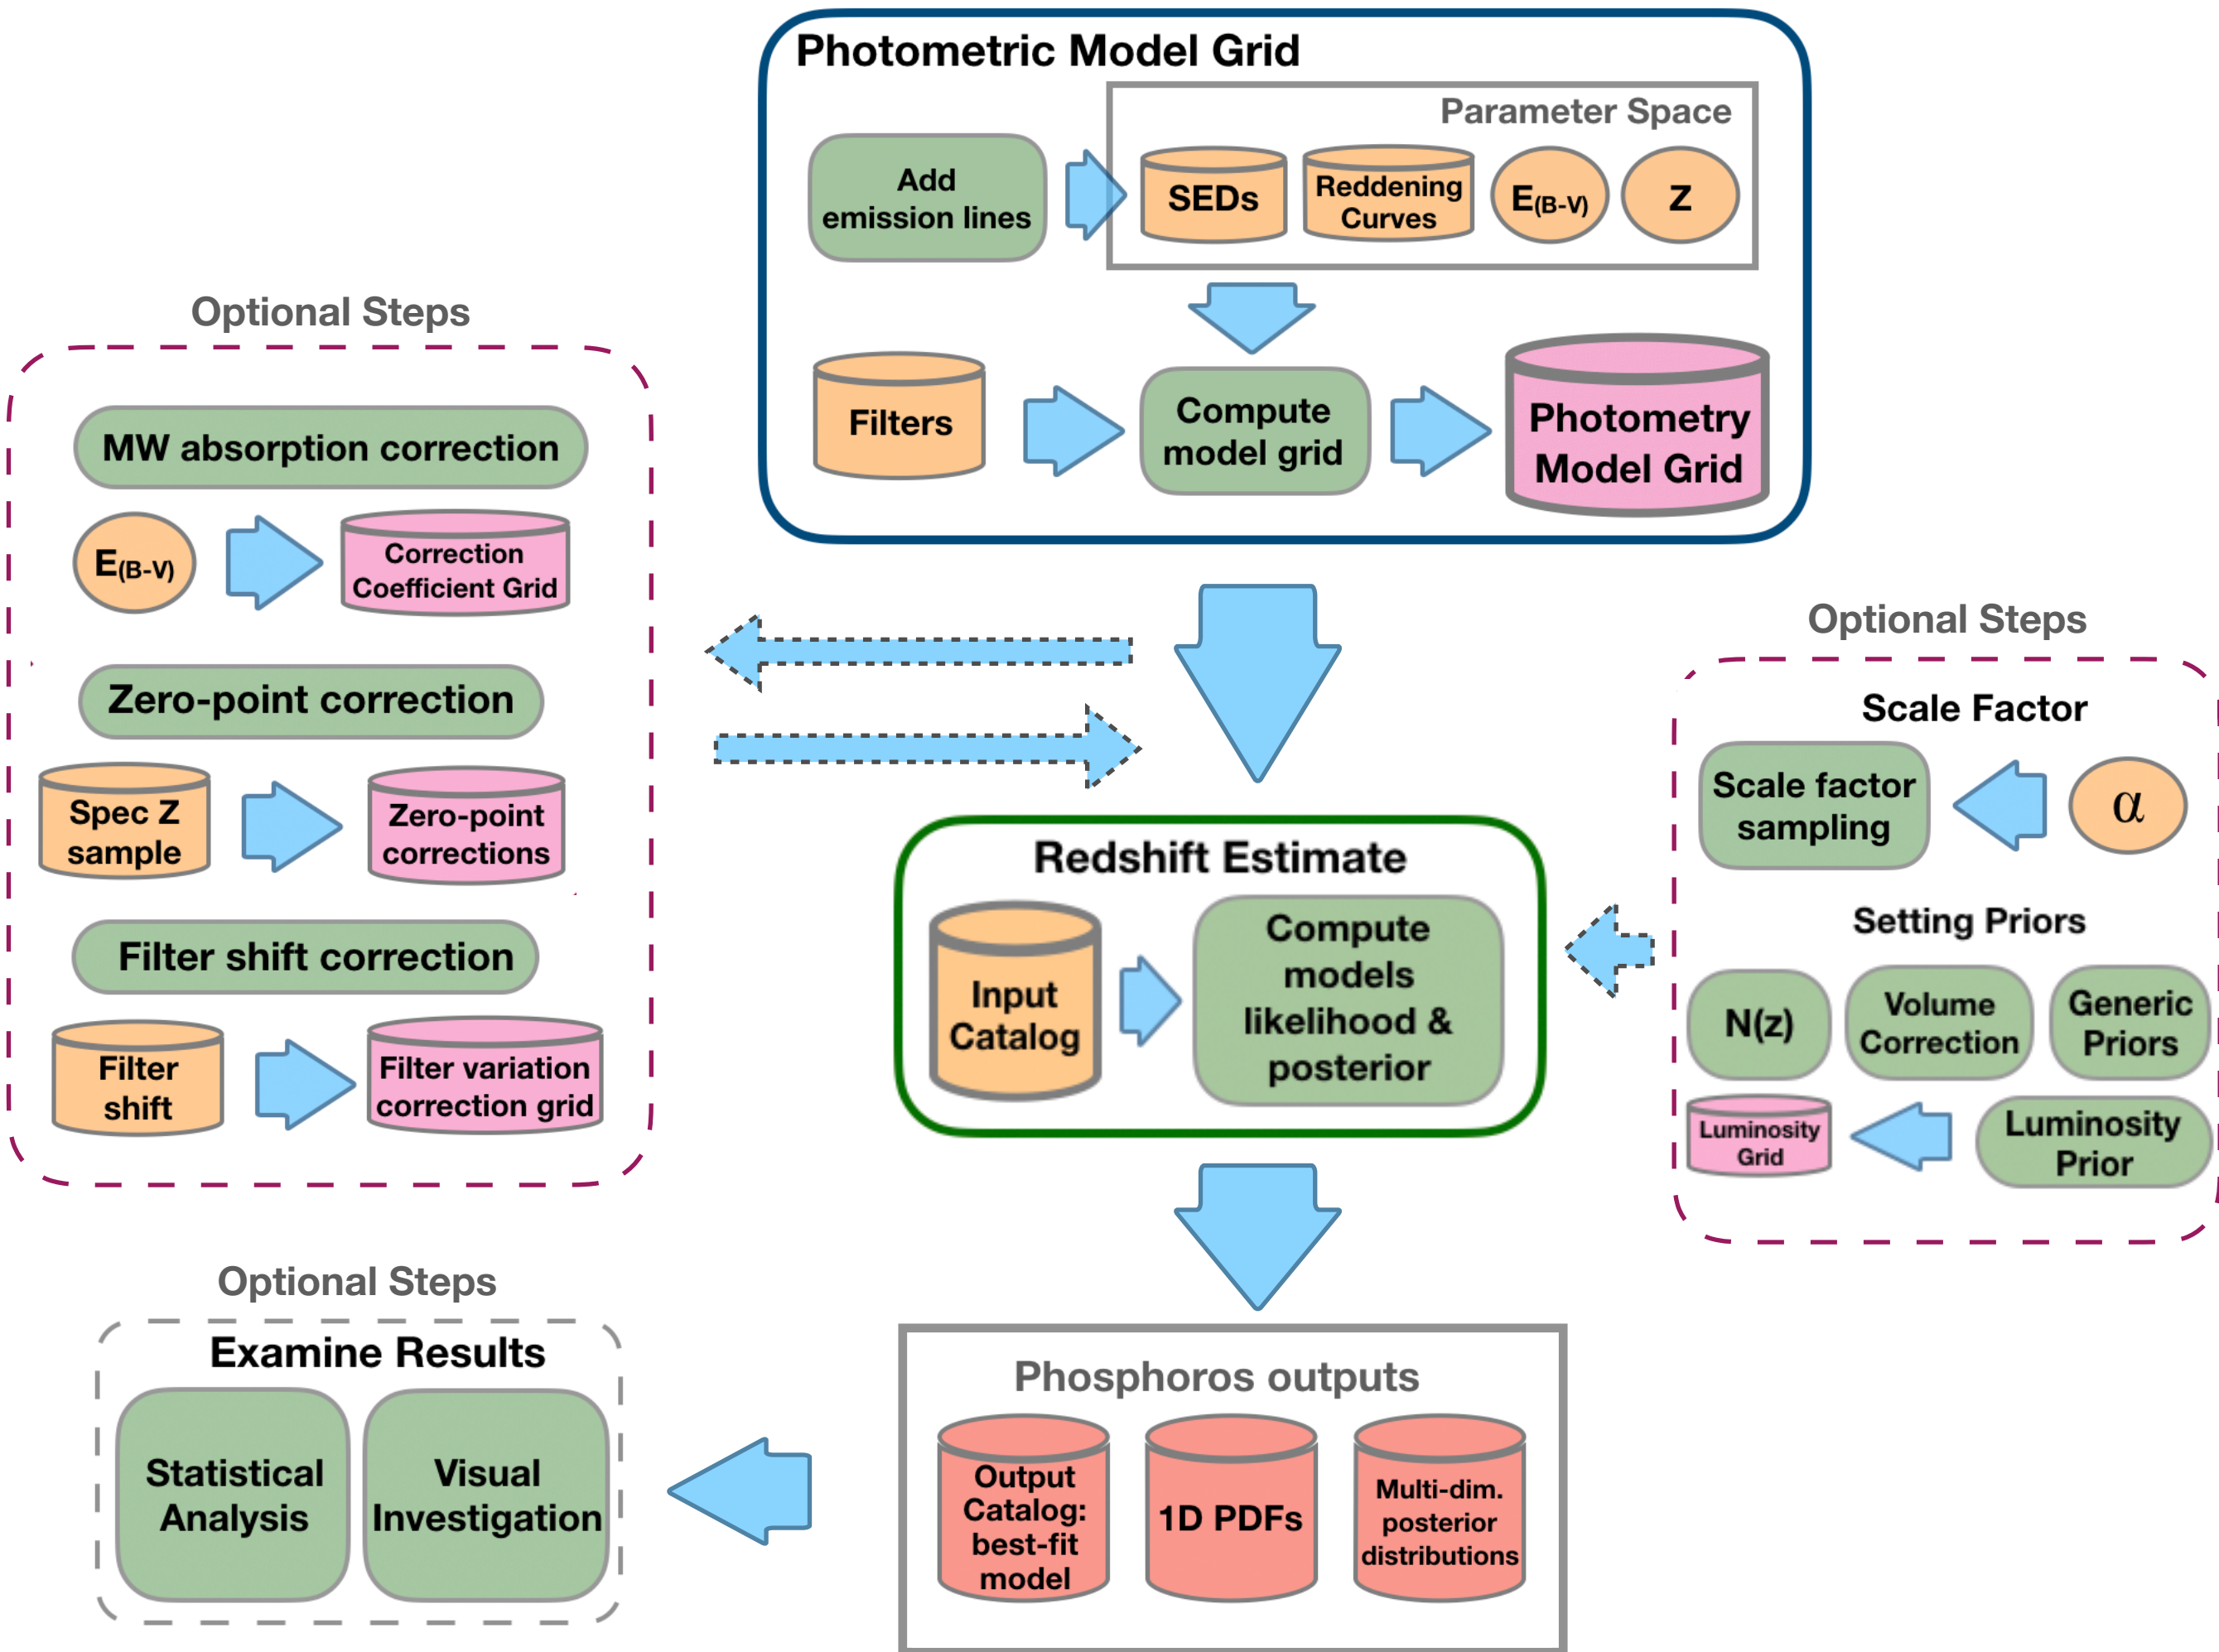 Photometric Model Grid
Parameter Space
Add
emission lines
SEDs
Reddening
Curves
E(B-V)
Z
Filters
Compute
model grid
Photometry
Model Grid
Optional Steps
MW absorption correction
E(B-V)
Correction
Coefficient Grid
Zero-point correction
Spec Z
sample
Zero-point
corrections
Filter shift correction
Filter
shift
Filter variation
correction grid
Optional Steps
Scale Factor
Scale factor
sampling
α
Setting Priors
N(z)
Volume
Correction
Generic
Priors
Luminosity
Grid
Luminosity
Prior
Redshift Estimate
Input
Catalog
Compute
models
likelihood &
posterior
Optional Steps
Examine Results
Statistical
Analysis
Visual
Investigation
Phosphoros outputs
Output
Catalog:
best-fit
model
1D PDFs
Multi-dim.
posterior
distributions